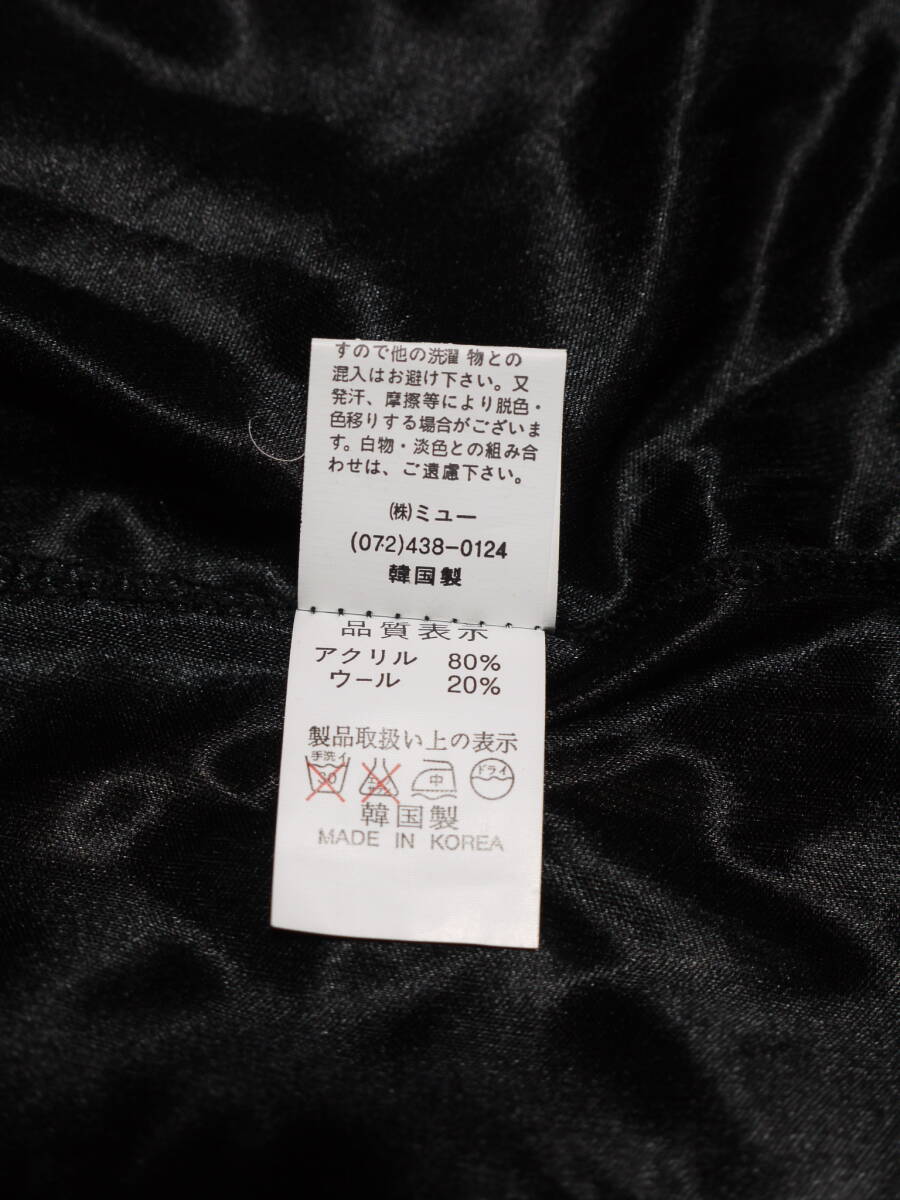 すので他の洗濯 物との
混入はお避け下さい。又
発汗、摩擦等により脱色・
色移りする場合がございま
す。白物・淡色との組み合
わせは、ご遠慮下さい。
㈱ミユー
(072)438-0124
韓国製
品質表示
アクリル 80%
ウール 20%
製品取扱い上の表示
手洗イ
30
中
ドライ
韓国製
MADE IN KOREA